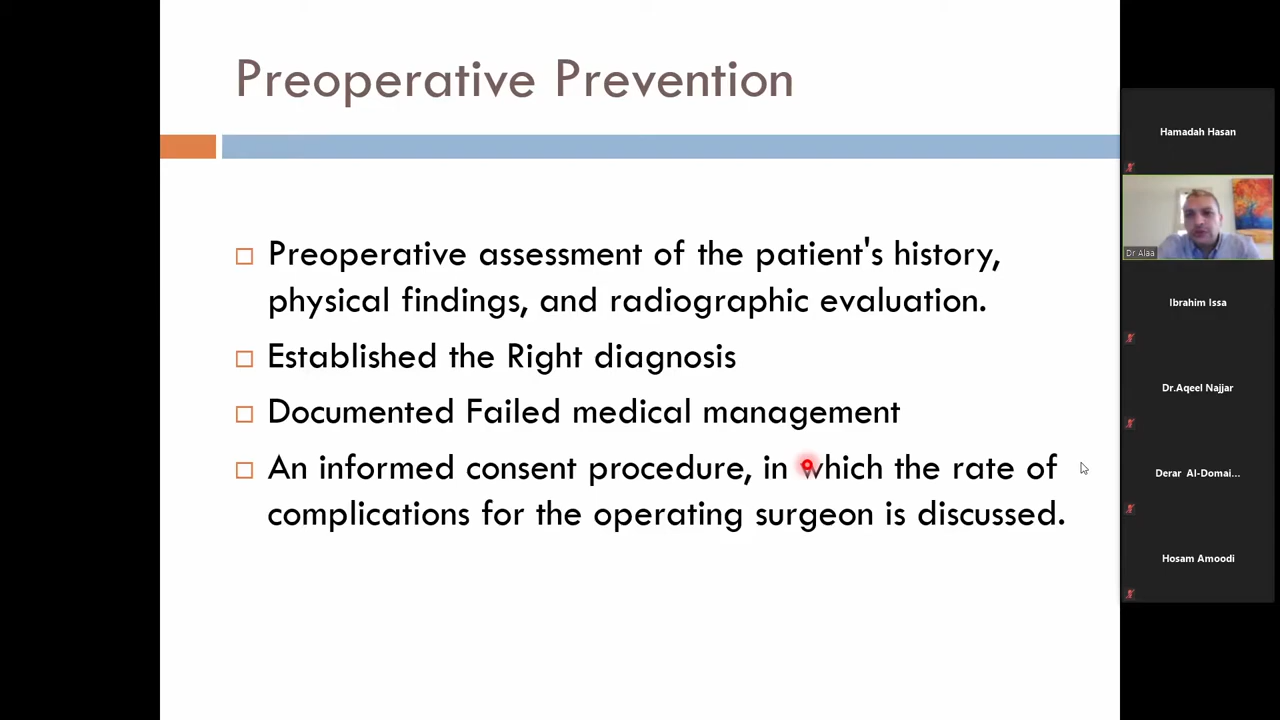 Preoperative Prevention
Preoperative assessment of the patient's history,
physical findings, and radiographic evaluation.
Established the Right diagnosis
Documented Failed medical management
An informed consent procedure, in which the rate of
complications for the operating surgeon is discussed.
Hamadah Hasan
Dr Alaa
Ibrahim Issa
Dr.Aqeel Najjar
Derar Al-Domai...
Hosam Amoodi